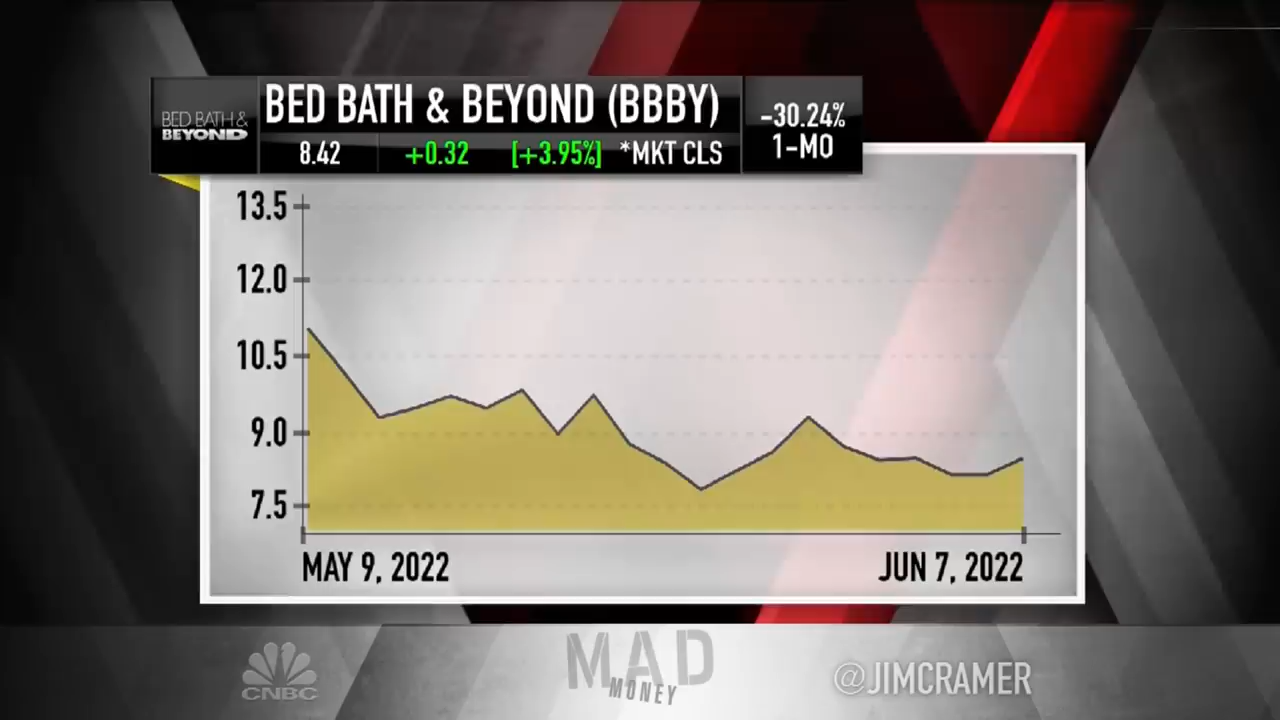 BED BATH &
BEYOND
BED BATH & BEYOND (BBBY)
8.42 +0.32 [+3.95%] *MKT CLS
-30.24%
1-MO
13.5
12.0
10.5
9.0
7.5
MAY 9, 2022 JUN 7, 2022
CNBC
MAD
MONEY
@JIMCRAMER